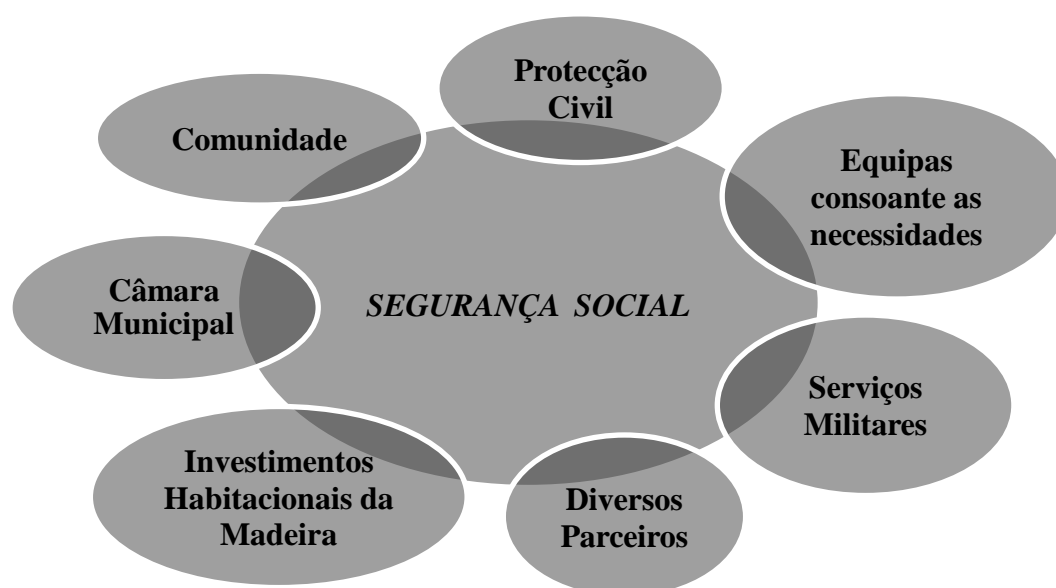 Protecção
Civil
Comunidade
Equipas
consoante as
necessidades
Câmara
Municipal
SEGURANÇA SOCIAL
Serviços
Militares
Investimentos
Habitacionais da
Madeira
Diversos
Parceiros